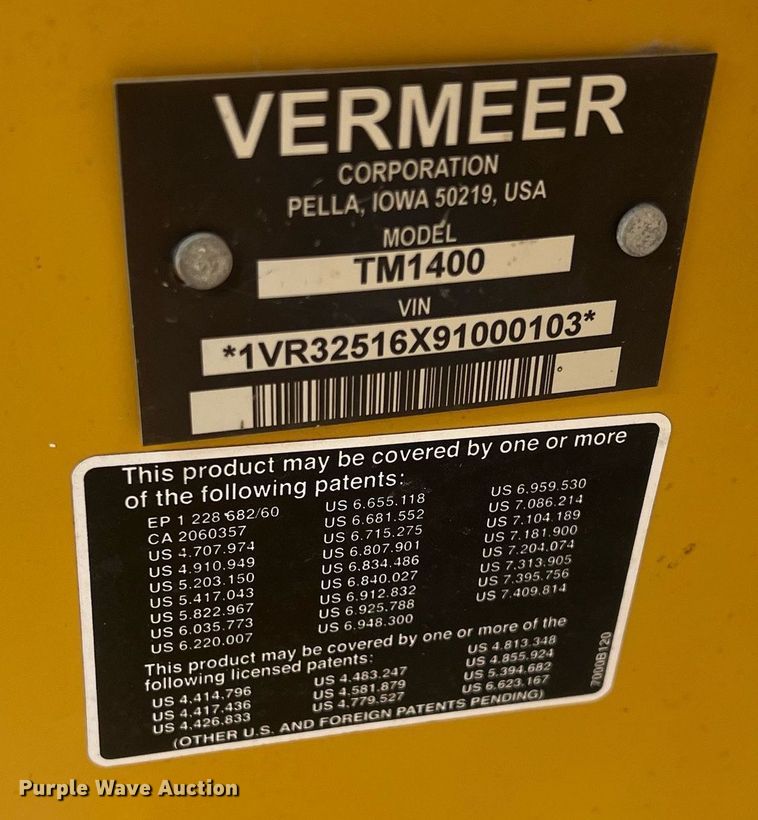 VERMEER
CORPORATION
PELLA, IOWA 50219, USA
MODEL
TM1400
VIN
*1VR32516X91000103*
This product may be covered by one or more
of the following patents:
EP 1 228 682/60
CA 2060357
US 4.707.974
US 4.910.949
US 5.203.150
US 5.417.043
US 5.822.967
US 6.035.773
US 6.220.007
US 6.655.118
US 6.681.552
US 6.715.275
US 6.807.901
US 6.834.486
US 6.840.027
US 6.912.832
US 6.925.788
US 6.948.300
US 6.959.530
US 7.086.214
US 7.104.189
US 7.181.900
US 7.204.074
US 7.313.905
US 7.395.756
US 7.409.814
This product may be covered by one or more of the
following licensed patents:
US 4.414.796
US 4.417.436
US 4.426.833
US 4.483.247
US 4.581.879
US 4.779.527
US 4.813.348
US 4.855.924
US 5.394.682
US 6.623.167
(OTHER U.S. AND FOREIGN PATENTS PENDING)
7000B120
Purple Wave Auction